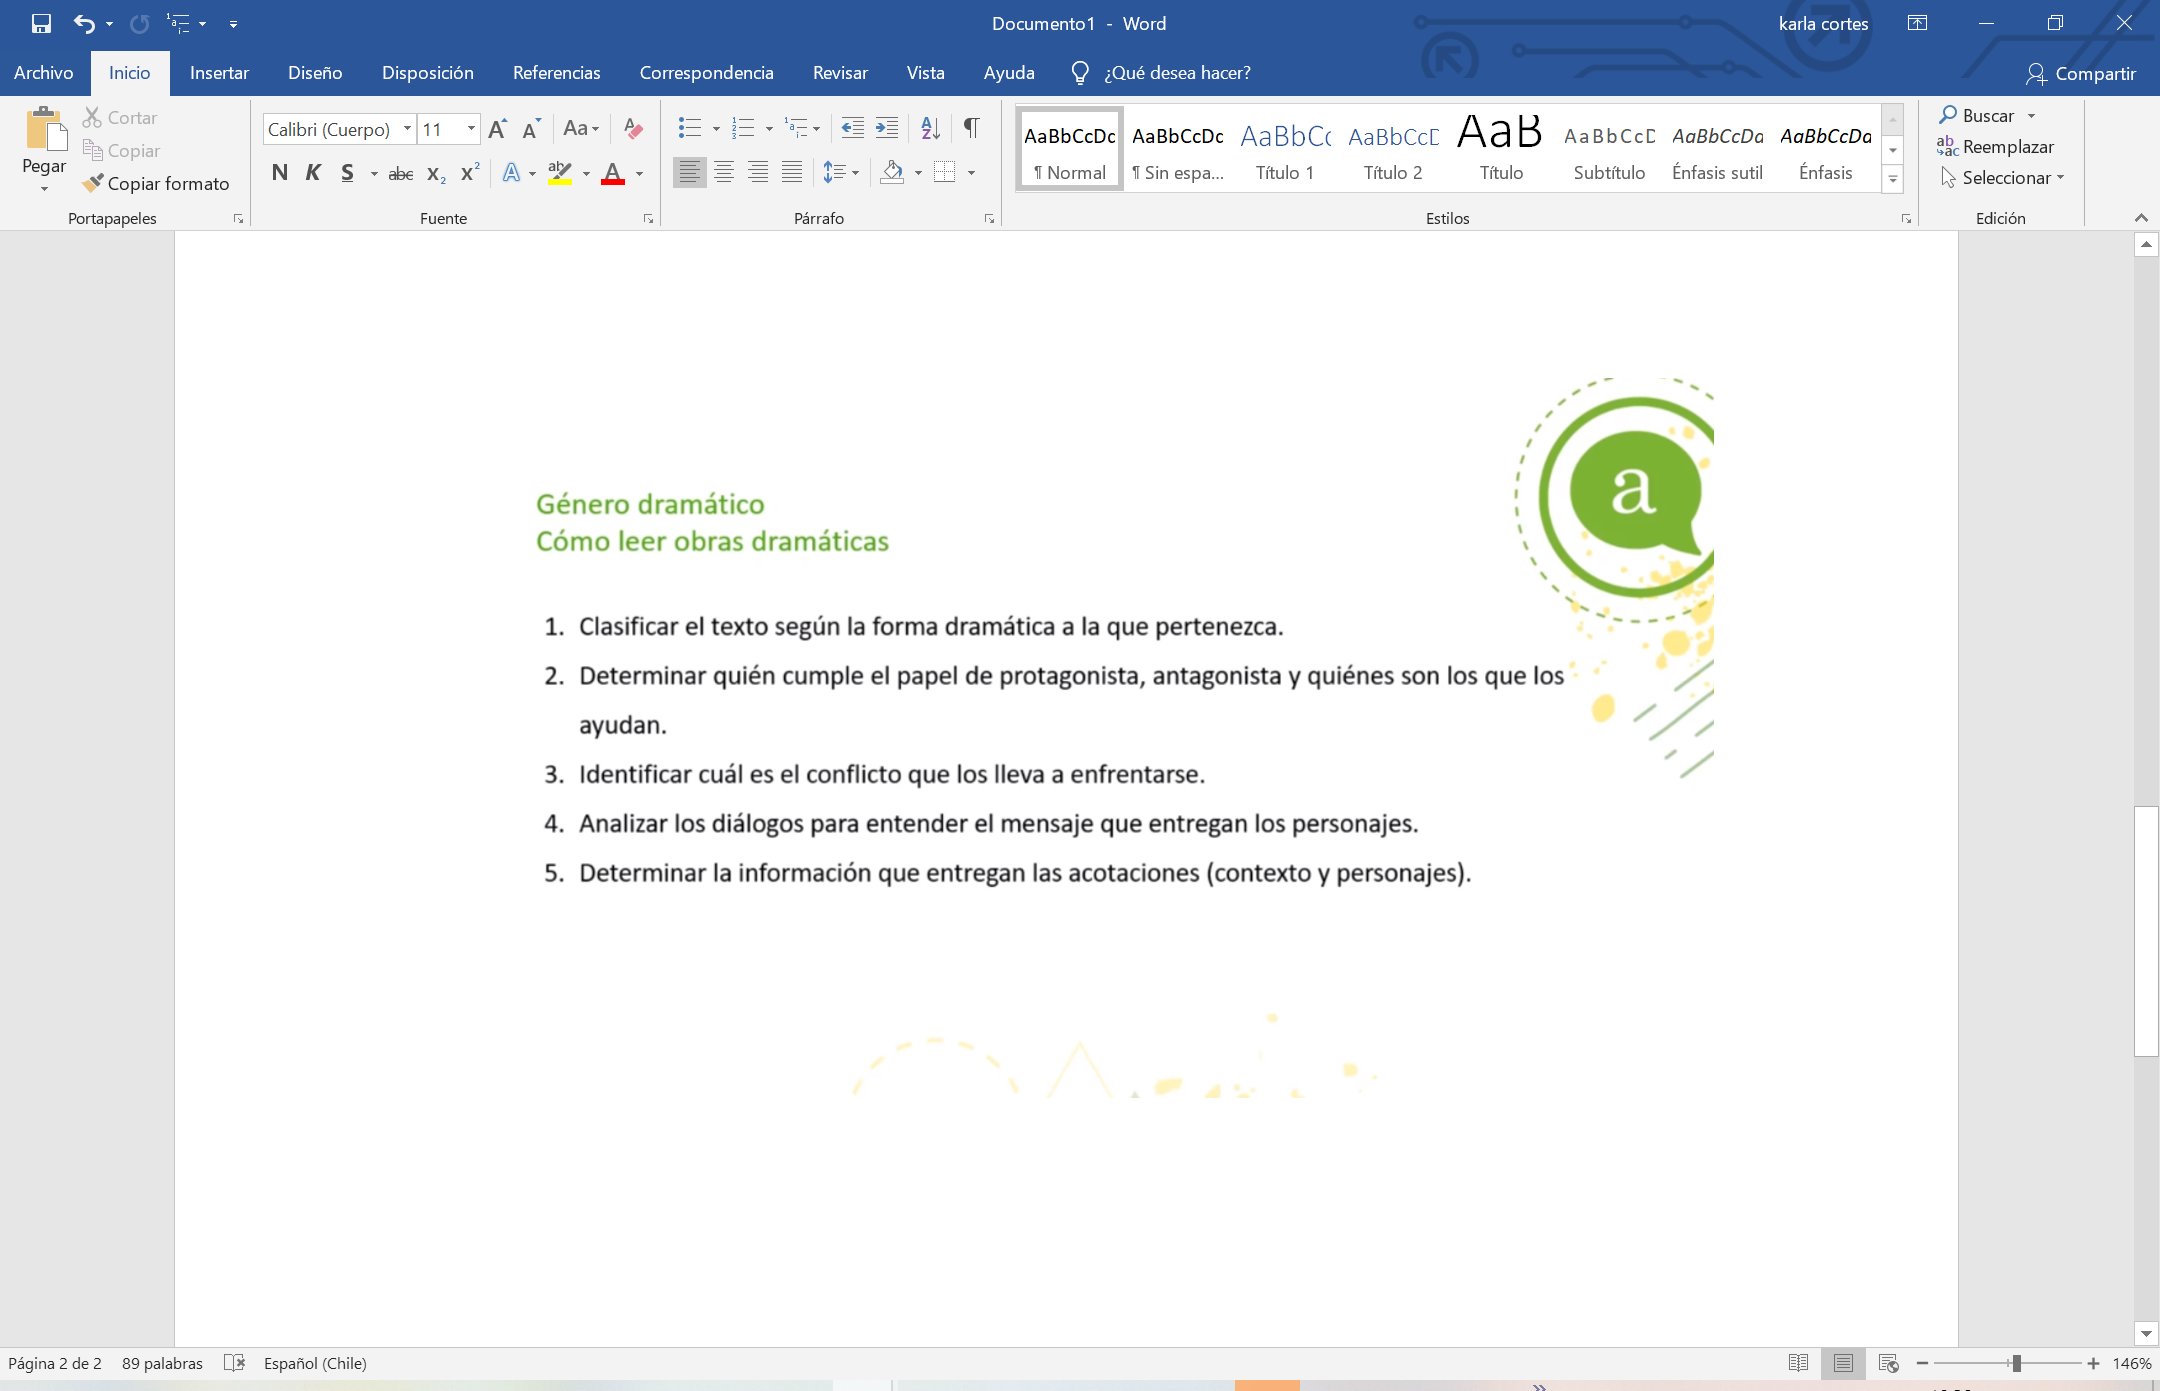 Documento1 - Word
karla cortes
Archivo Inicio Insertar Diseño Disposición Referencias Correspondencia Revisar Vista Ayuda ¿Qué desea hacer? Compartir
Pegar
Cortar
Copiar
Copiar formato
Portapapeles
Calibri (Cuerpo) 11
N K S abc X₂ X²
Fuente
Párrafo
AaBbCcDc AaBbCcDc AaBbCc AaBbCcD AaB AaBbCcD AaBbCcDa AaBbCcDa
¶ Normal ¶ Sin espa... Título 1 Título 2 Título Subtítulo Énfasis sutil Énfasis
Estilos
Buscar
Reemplazar
Seleccionar
Edición
a
Género dramático
Cómo leer obras dramáticas
1. Clasificar el texto según la forma dramática a la que pertenezca.
2. Determinar quién cumple el papel de protagonista, antagonista y quiénes son los que los
ayudan.
3. Identificar cuál es el conflicto que los lleva a enfrentarse.
4. Analizar los diálogos para entender el mensaje que entregan los personajes.
5. Determinar la información que entregan las acotaciones (contexto y personajes).
Página 2 de 2 89 palabras Español (Chile) 146%